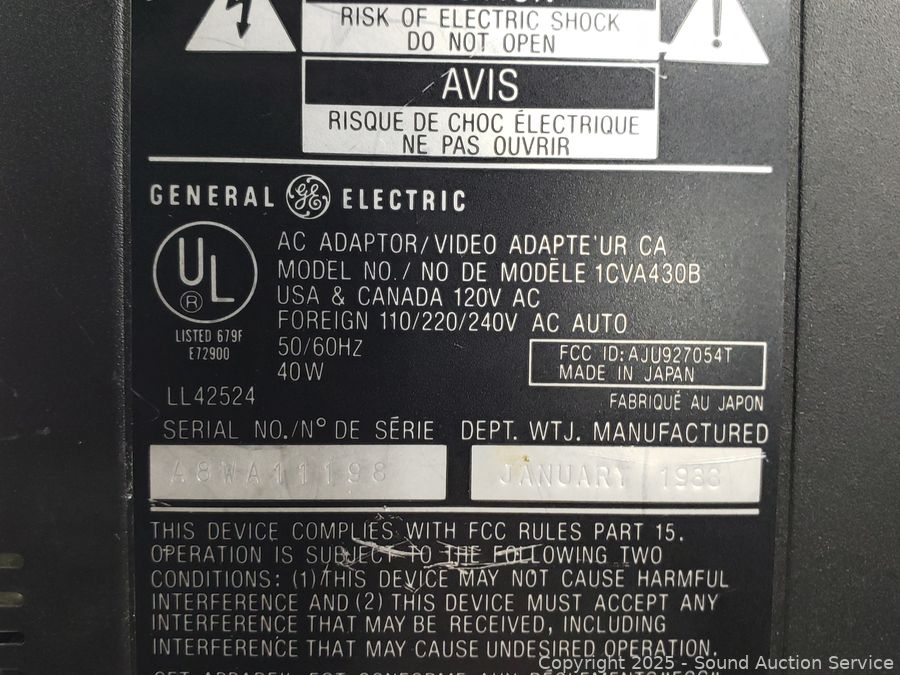 RISK OF ELECTRIC SHOCK
DO NOT OPEN
AVIS
RISQUE DE CHOC ÉLECTRIQUE
NE PAS OUVRIR
GENERAL GE ELECTRIC
UL
®
LISTED 679F
E72900
LL42524
AC ADAPTOR/VIDEO ADAPTE'UR CA
MODEL NO./ NO DE MODÈLE 1CVA430B
USA & CANADA 120V AC
FOREIGN 110/220/240V AC AUTO
50/60HZ
40W
FCC ID: AJU927054T
MADE IN JAPAN
FABRIQUÉ AU JAPON
SERIAL NO./N° DE SÉRIE DEPT. WTJ. MANUFACTURED
A8WA11198 JANUARY 1988
THIS DEVICE COMPLIES WITH FCC RULES PART 15.
OPERATION IS SUBJECT TO THE FOLLOWING TWO
CONDITIONS: (1) THIS DEVICE MAY NOT CAUSE HARMFUL
INTERFERENCE AND (2) THIS DEVICE MUST ACCEPT ANY
INTERFERENCE THAT MAY BE RECEIVED, INCLUDING
INTERFERENCE THAT MAY CAUSE UNDESIRED OPERATION.
Copyright 2025 - Sound Auction Service